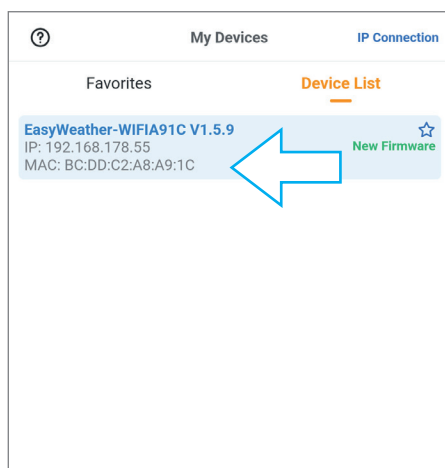 My Devices
IP Connection
Favorites
Device List
EasyWeather-WIFIA91C V1.5.9
IP: 192.168.178.55
New Firmware
MAC: BC:DD:C2:A8:A9:1C